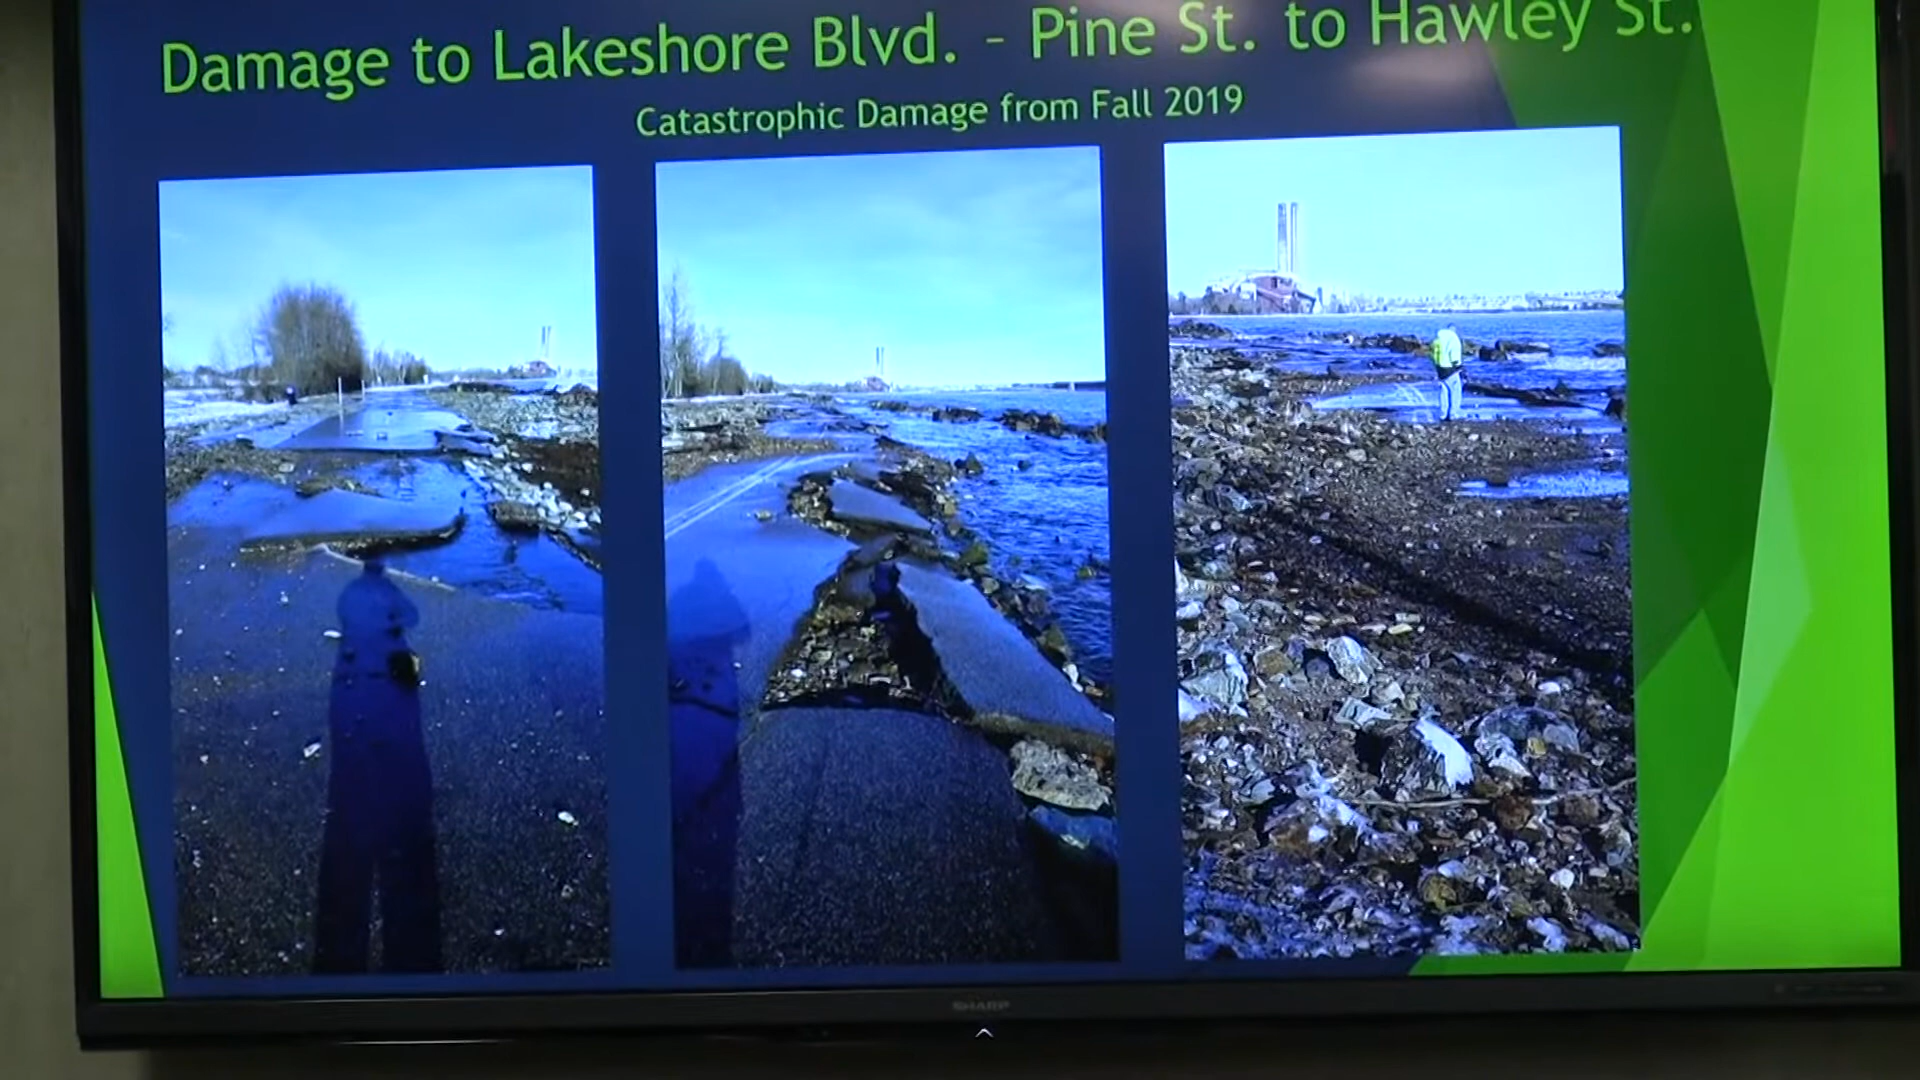 Damage to Lakeshore Blvd. – Pine St. to Hawley St.
Catastrophic Damage from Fall 2019
SHARP